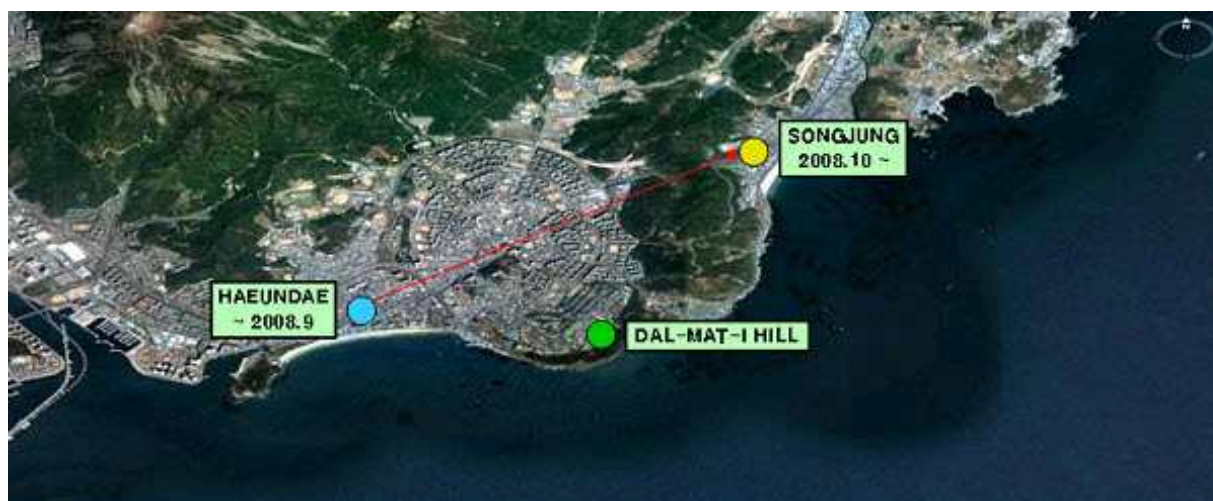 SONGJUNG
2008.10 ~
HAEUNDAE
~ 2008.9
DAL-MAT-I HILL